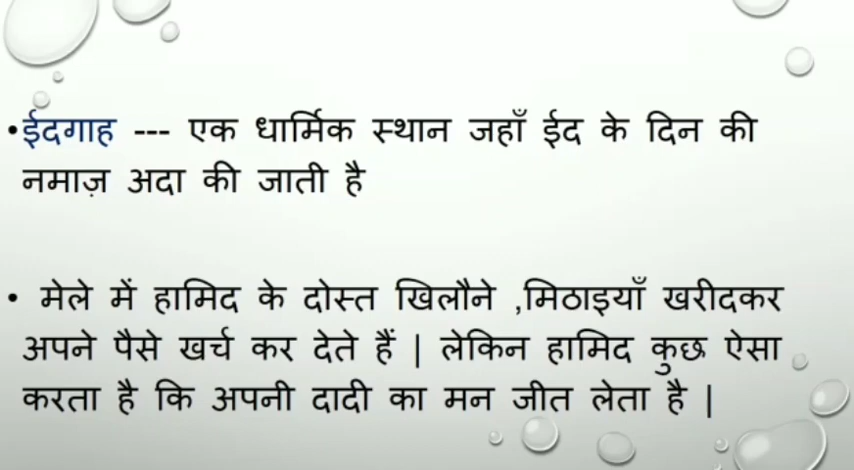 •ईदगाह --- एक धार्मिक स्थान जहाँ ईद के दिन की
नमाज़ अदा की जाती है
• मेले में हामिद के दोस्त खिलौने ,मिठाइयाँ खरीदकर
अपने पैसे खर्च कर देते हैं | लेकिन हामिद कुछ ऐसा
करता है कि अपनी दादी का मन जीत लेता है |